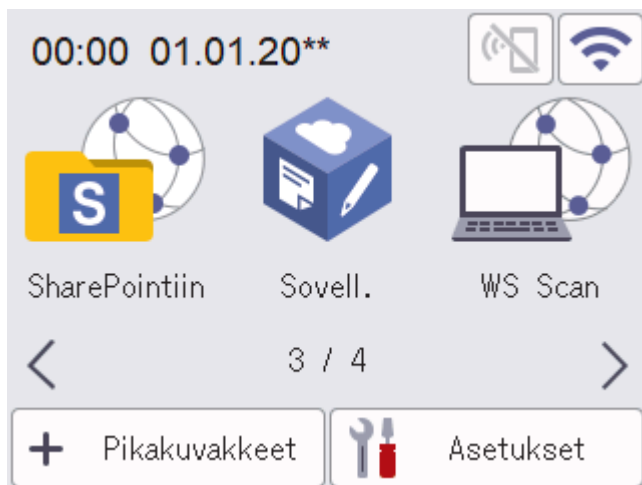 00:00 01.01.20**
S
SharePointiin Sovell. WS Scan
3 / 4
Pikakuvakkeet Asetukset